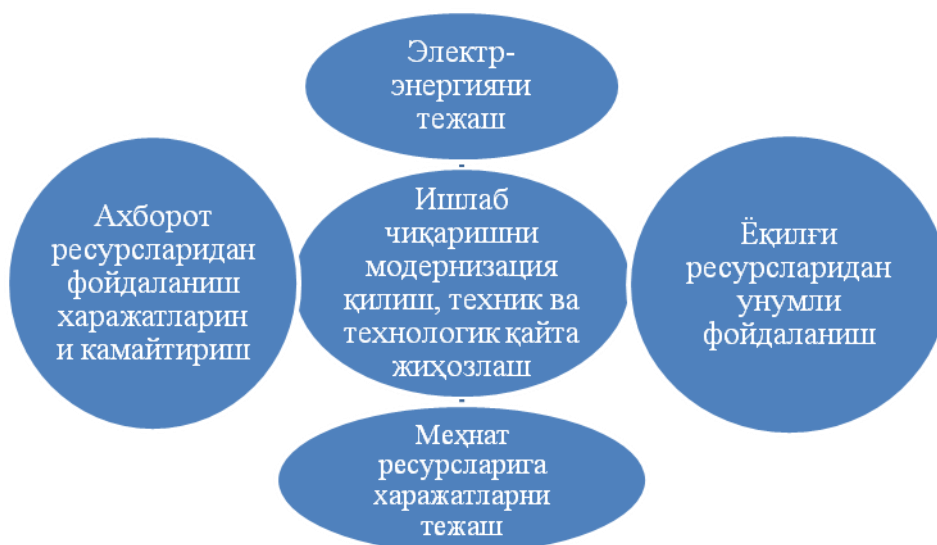 Электр-
энергияни
тежаш
Ахборот
ресурсларидан
фойдаланиш
харажатларин
и камайтириш
Ишлаб
чиқаришни
модернизация
қилиш, техник ва
технологик қайта
жиҳозлаш
Ёқилғи
ресурсларидан
унумли
фойдаланиш
Меҳнат
ресурсларига
харажатларни
тежаш